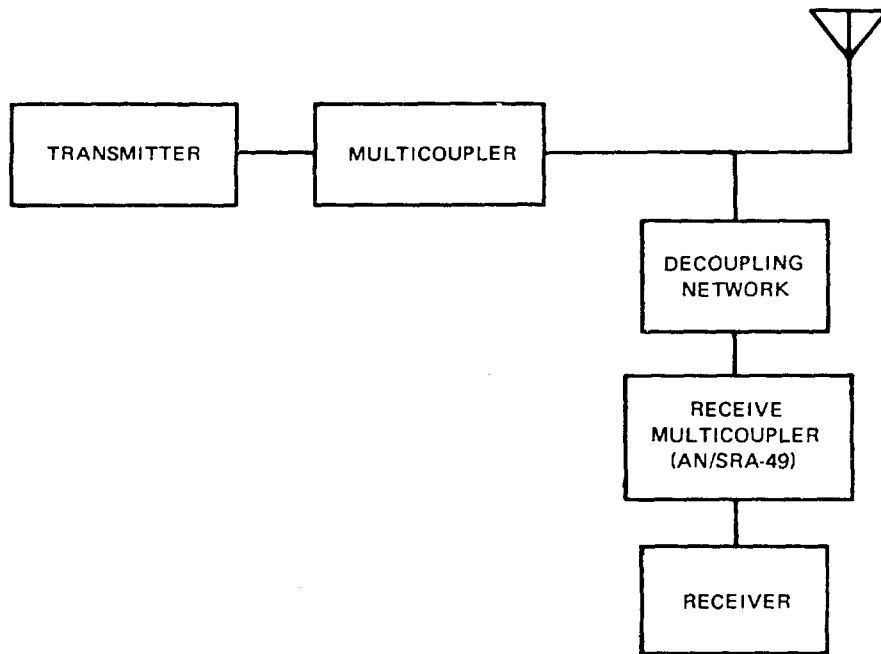 TRANSMITTER
MULTICOUPLER
DECOUPLING
NETWORK
RECEIVE
MULTICOUPLER
(AN/SRA-49)
RECEIVER